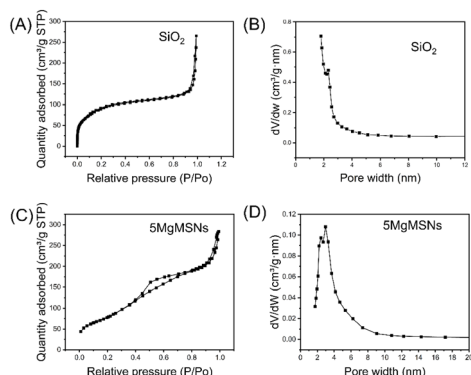 (A)
SiO₂
Quantity adsorbed (cm³/g STP)
300
250
200
150
100
50
0
0.0 0.2 0.4 0.6 0.8 1.0 1.2
Relative pressure (P/Po)
(B)
SiO₂
dV/dw (cm³/g·nm)
0.8
0.6
0.4
0.2
0.0
0 2 4 6 8 10 12
Pore width (nm)
(C)
5MgMSNs
Quantity adsorbed (cm³/g STP)
300
200
100
0
0.0 0.2 0.4 0.6 0.8 1.0
Relative pressure (P/Po)
(D)
5MgMSNs
dV/dW (cm³/g·nm)
0.12
0.10
0.08
0.06
0.04
0.02
0.00
0 2 4 6 8 10 12 14 16 18 20
Pore width (nm)